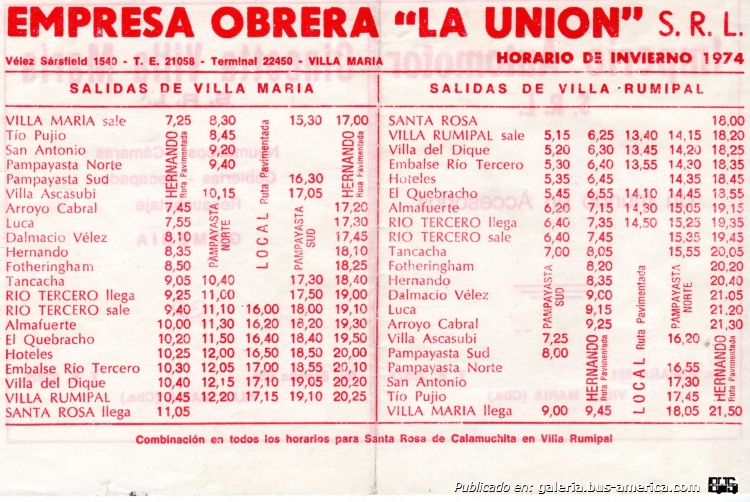 EMPRESA OBRERA "LA UNION" S. R. L.
Vélez Sársfield 1540 - T. E. 21058 - Terminal 22450 - VILLA MARIA HORARIO DE INVIERNO 1974
SALIDAS DE VILLA MARIA
VILLA MARIA sale 7,25 8,30 15,30 17,00
Tío Pujio 8,45
San Antonio 9,20
Pampayasta Norte 9,40
Pampayasta Sud 16,30
Villa Ascasubi 10,15 17,05
Arroyo Cabral 7,45 17,20
Luca 7,55 17,30
Dalmacio Vélez 8,10 17,45
Hernando 8,35 18,10
Fotheringham 8,50 18,25
Tancacha 9,05 10,40 17,30 18,40
RIO TERCERO llega 9,25 11,00 17,50 19,00
RIO TERCERO sale 9,40 11,10 16,00 18,00 19,10
Almafuerte 10,00 11,30 16,20 18,20 19,30
El Quebracho 10,20 11,50 16,40 18,40 19,50
Hoteles 10,25 12,00 16,50 18,50 20,00
Embalse Río Tercero 10,30 12,05 17,00 18,55 20,10
Villa del Dique 10,40 12,15 17,10 19,05 20,20
VILLA RUMIPAL 10,45 12,20 17,15 19,10 20,25
SANTA ROSA llega 11,05
HERNANDO Ruta Pavimentada
PAMPAYASTA NORTE
LOCAL Ruta Pavimentada
PAMPAYASTA SUD
HERNANDO Ruta Pavimentada
SALIDAS DE VILLA RUMIPAL
SANTA ROSA 18,00
VILLA RUMIPAL sale 5,15 6,25 13,40 14,15 18,20
Villa del Dique 5,20 6,30 13,45 14,20 18,25
Embalse Río Tercero 5,30 6,40 13,55 14,30 18,35
Hoteles 5,35 6,45 14,35 18,45
El Quebracho 5,45 6,55 14,10 14,45 13,55
Almafuerte 6,20 7,15 14,30 15,05 19,15
RIO TERCERO llega 6,40 7,35 14,50 15,25 19,35
RIO TERCERO sale 6,40 7,45 15,35 19,45
Tancacha 7,00 8,05 15,55 20,05
Fotheringham 8,20 20,20
Hernando 8,35 20,40
Dalmacio Vélez 9,00 21,05
Luca 9,15 21,15
Arroyo Cabral 9,25 21,30
Villa Ascasubi 7,25 16,20
Pampayasta Sud 8,00
Pampayasta Norte 16,55
San Antonio 17,30
Tío Pujio 17,45
VILLA MARIA llega 9,00 9,45 18,05 21,50
PAMPAYASTA SUD
HERNANDO Ruta Pavimentada
LOCAL Ruta Pavimentada
PAMPAYASTA NORTE
HERNANDO Ruta Pavimentada
Combinación en todos los horarios para Santa Rosa de Calamuchita en Villa Rumipal
Publicado en: galeria.bus-america.com